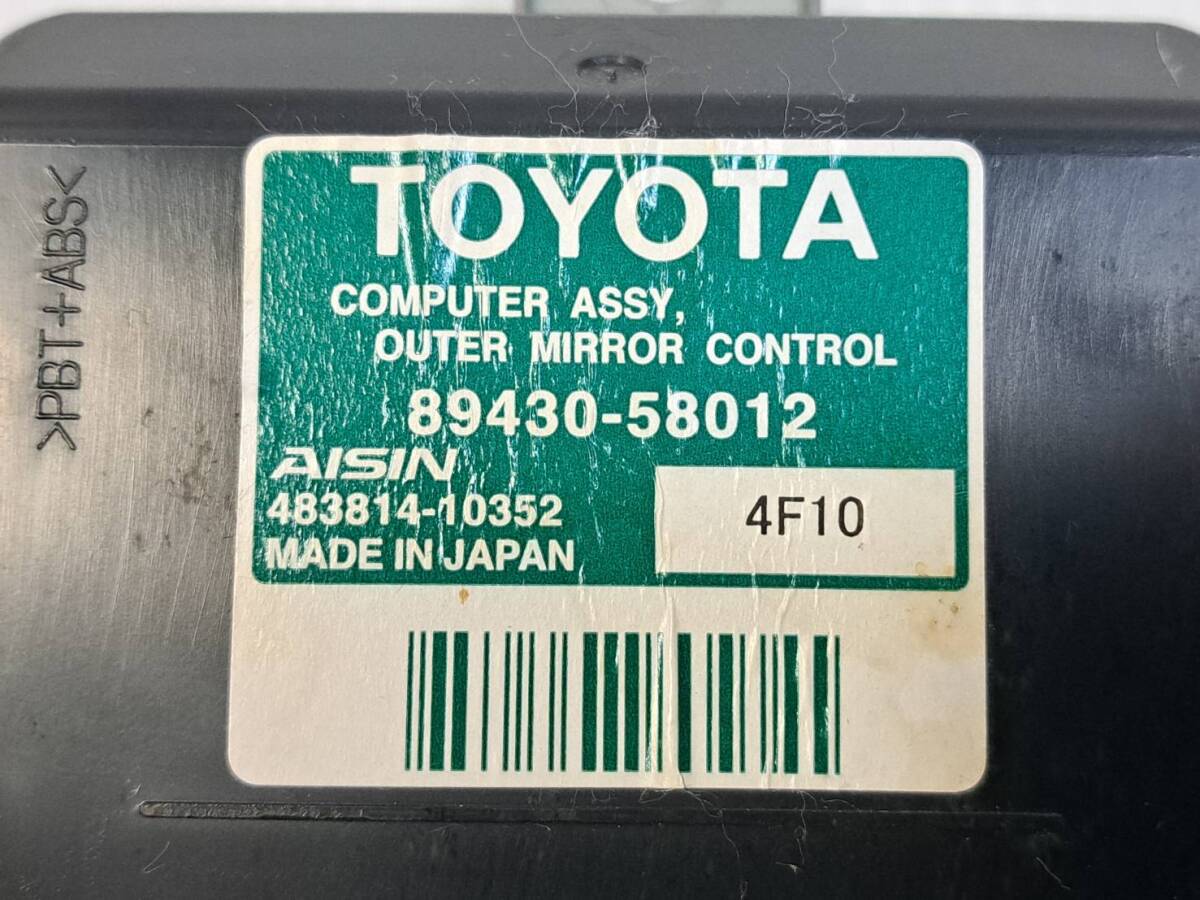 >PBT+ABS<
TOYOTA
COMPUTER ASSY,
OUTER MIRROR CONTROL
89430-58012
AISIN
483814-10352
4F10
MADE IN JAPAN